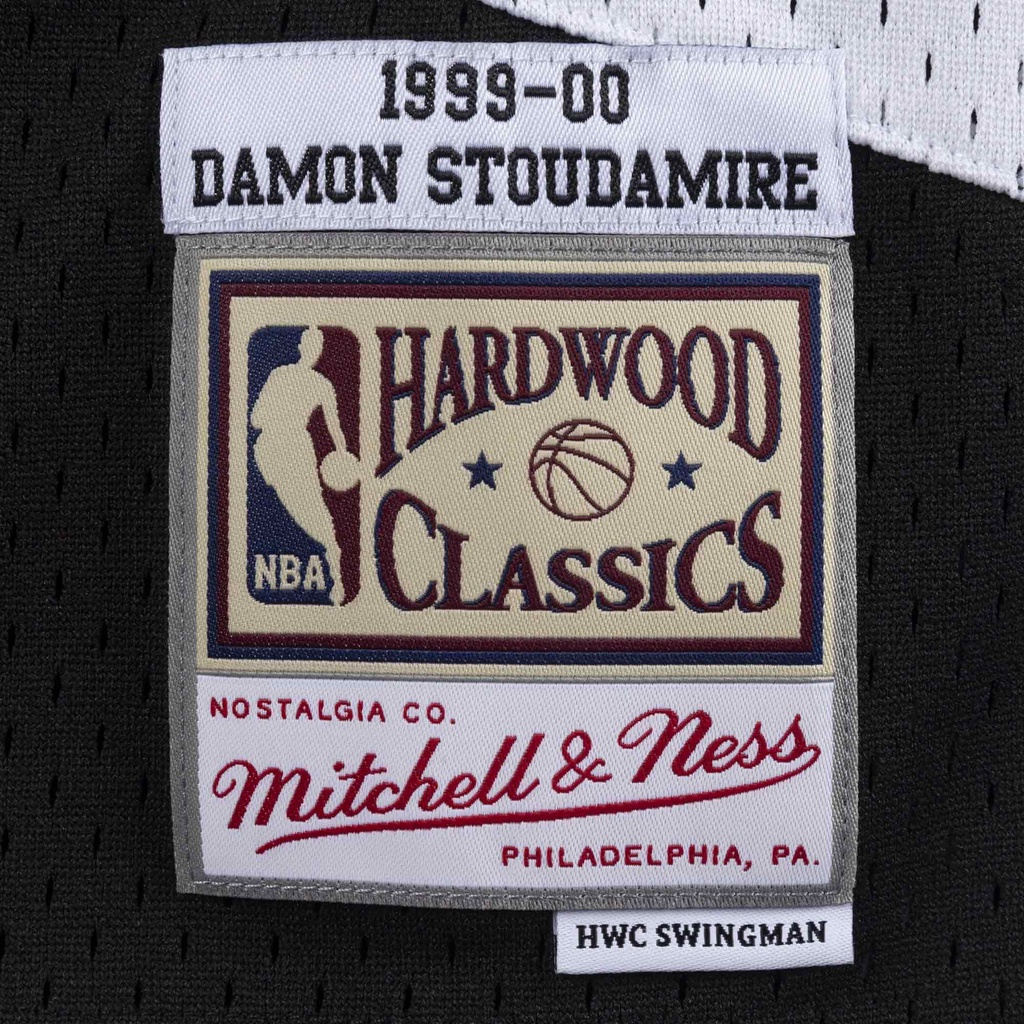 1999-00
DAMON STOUDAMIRE
HARDWOOD
CLASSICS
NBA
NOSTALGIA CO.
Mitchell & Ness
PHILADELPHIA, PA.
HWC SWINGMAN